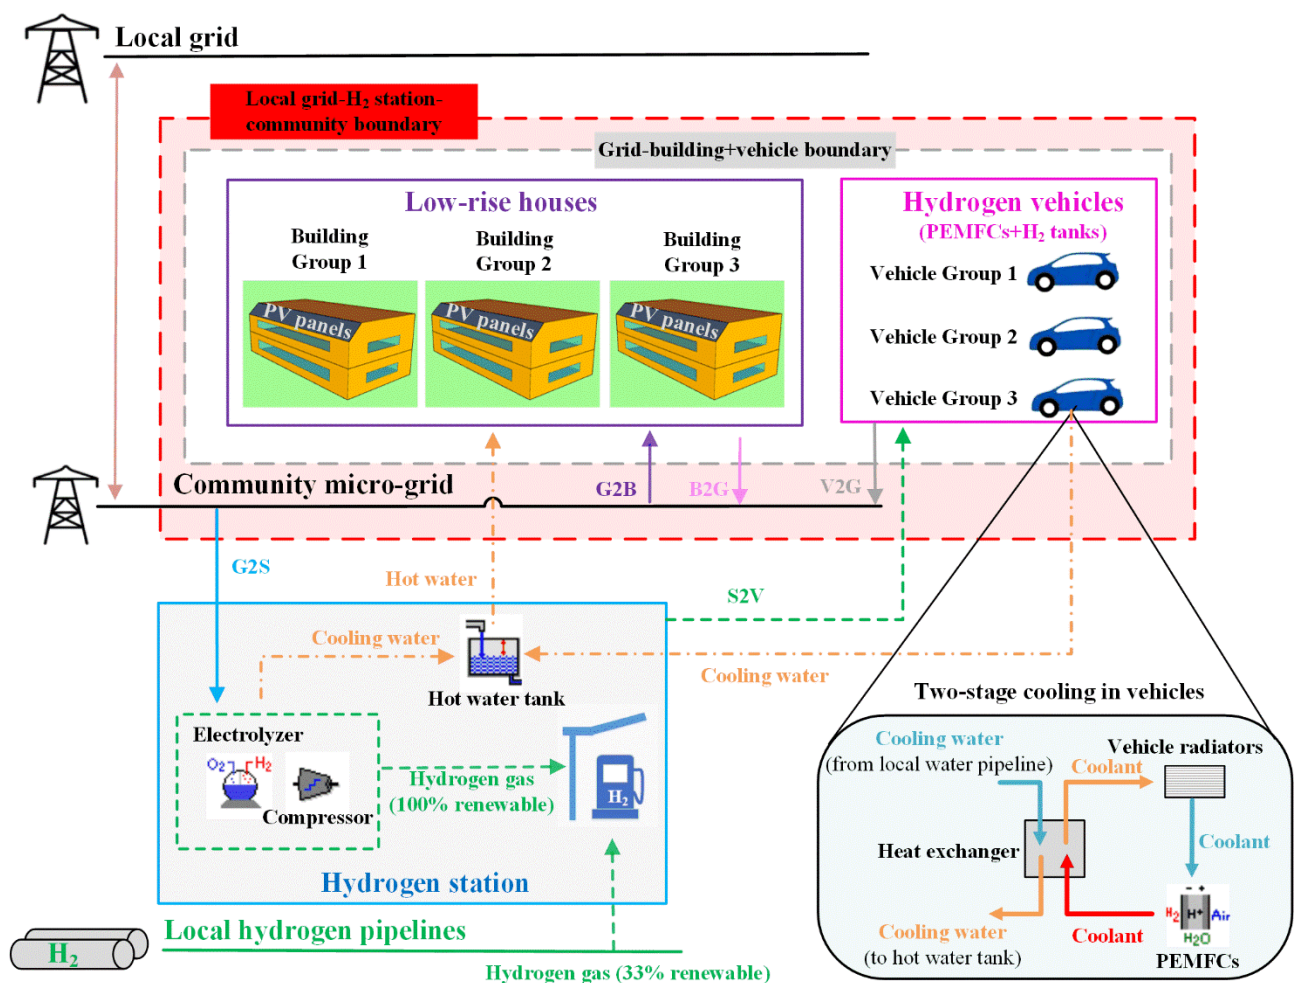 Local grid
Local grid-H₂ station-
community boundary
Grid-building+vehicle boundary
Low-rise houses
Building
Group 1
Building
Group 2
Building
Group 3
PV panels
PV panels
PV panels
Hydrogen vehicles
(PEMFCs+H₂ tanks)
Vehicle Group 1
Vehicle Group 2
Vehicle Group 3
Community micro-grid
G2B
B2G
V2G
G2S
Hot water
S2V
Cooling water
Cooling water
Hot water tank
Electrolyzer
O₂
H₂
Compressor
Hydrogen gas
(100% renewable)
H₂
Hydrogen station
Local hydrogen pipelines
H₂
Hydrogen gas (33% renewable)
Two-stage cooling in vehicles
Cooling water
(from local water pipeline)
Vehicle radiators
Coolant
Heat exchanger
Coolant
- +
H₂ H⁺ Air
H₂O
Coolant
PEMFCs
Cooling water
(to hot water tank)